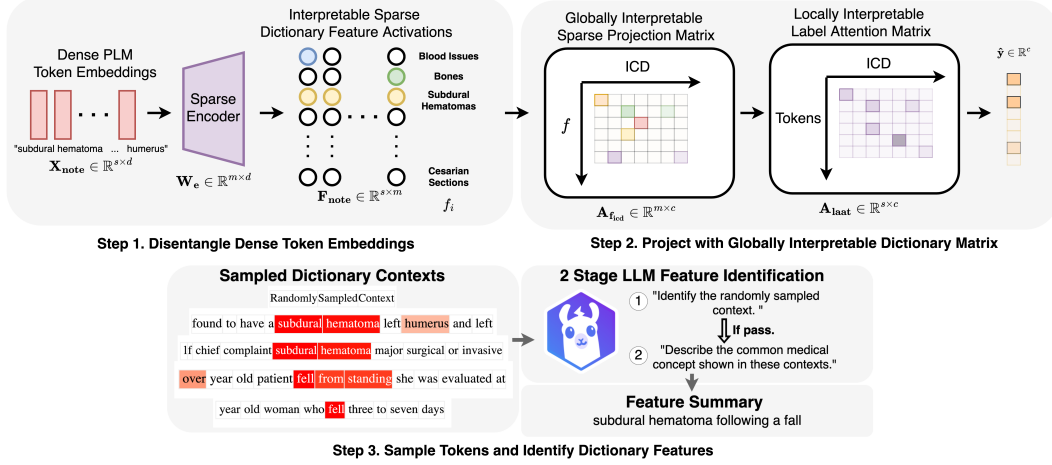 Dense PLM
Token Embeddings
"subdural hematoma ... humerus"
X_note ∈ ℝ^{s×d}
Sparse
Encoder
W_e ∈ ℝ^{m×d}
Interpretable Sparse
Dictionary Feature Activations
Blood Issues
Bones
Subdural
Hematomas
Cesarian
Sections
F_note ∈ ℝ^{s×m}
f_i
Step 1. Disentangle Dense Token Embeddings
Globally Interpretable
Sparse Projection Matrix
ICD
f
A_{f_icd} ∈ ℝ^{m×c}
Locally Interpretable
Label Attention Matrix
ICD
Tokens
A_laat ∈ ℝ^{s×c}
ŷ ∈ ℝ^c
Step 2. Project with Globally Interpretable Dictionary Matrix
Sampled Dictionary Contexts
RandomlySampledContext
found to have a subdural hematoma left humerus and left
1f chief complaint subdural hematoma major surgical or invasive
over year old patient fell from standing she was evaluated at
year old woman who fell three to seven days
2 Stage LLM Feature Identification
1 "Identify the randomly sampled
context. "
If pass.
2 "Describe the common medical
concept shown in these contexts."
Feature Summary
subdural hematoma following a fall
Step 3. Sample Tokens and Identify Dictionary Features